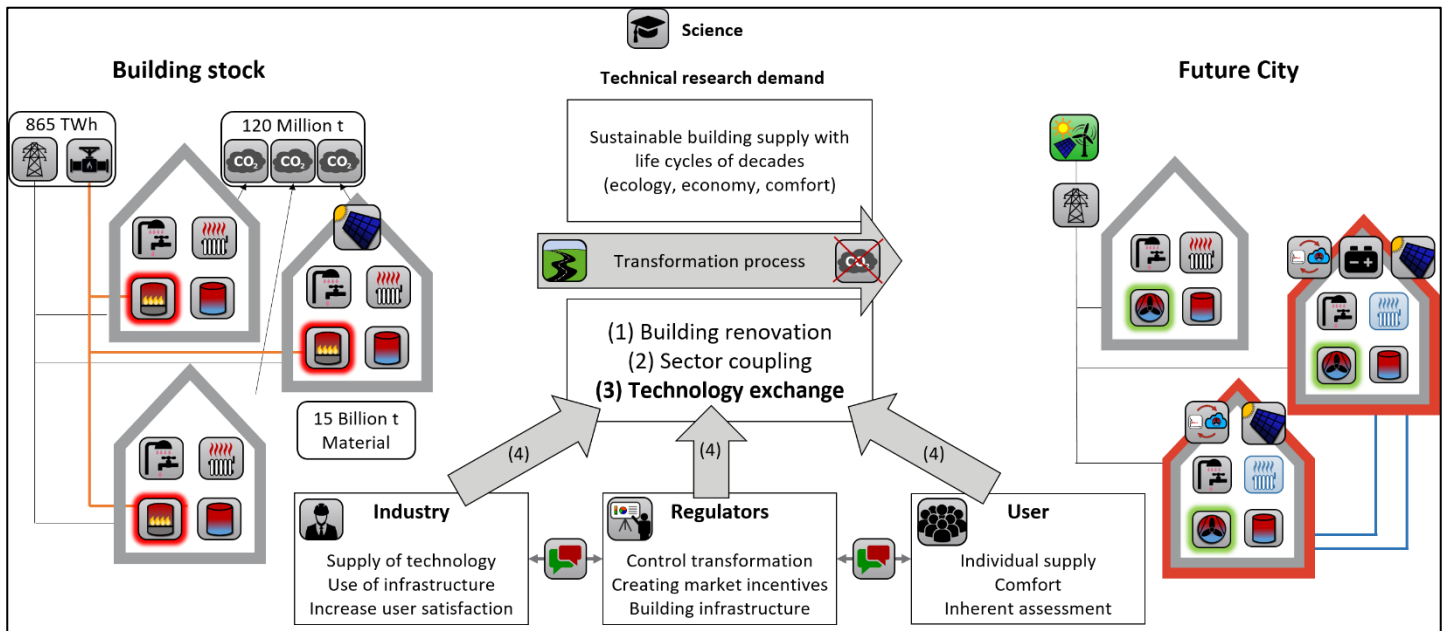 Science
Building stock
Technical research demand
Future City
865 TWh
120 Million t
CO₂
CO₂
CO₂
Sustainable building supply with
life cycles of decades
(ecology, economy, comfort)
Transformation process
CO₂
(1) Building renovation
(2) Sector coupling
(3) Technology exchange
15 Billion t
Material
(4)
(4)
(4)
Industry
Supply of technology
Use of infrastructure
Increase user satisfaction
Regulators
Control transformation
Creating market incentives
Building infrastructure
User
Individual supply
Comfort
Inherent assessment